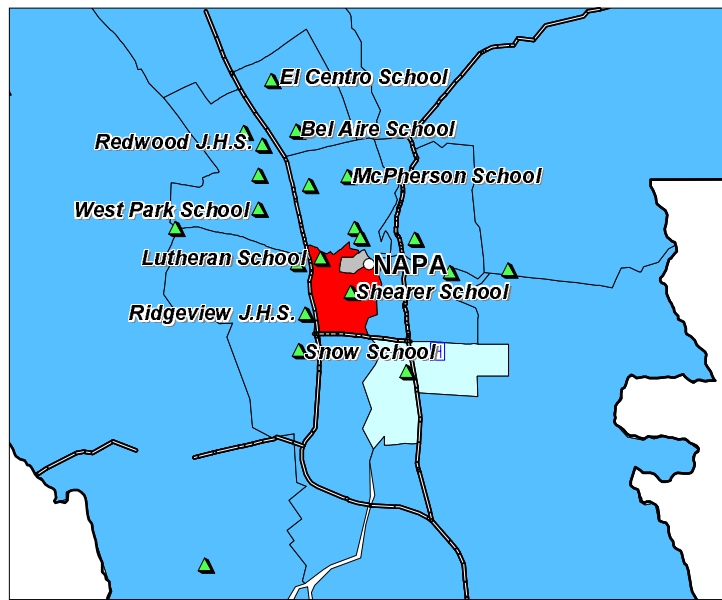 El Centro School
Bel Aire School
Redwood J.H.S.
McPherson School
West Park School
Lutheran School
NAPA
Shearer School
Ridgeview J.H.S.
Snow School
H